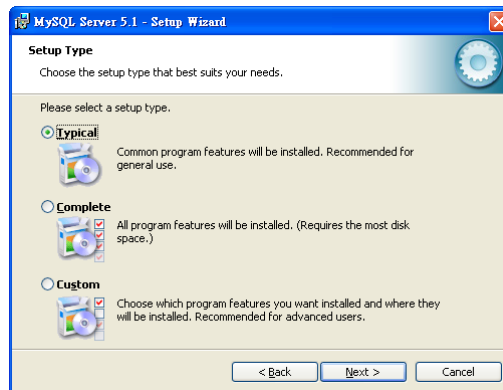 MySQL Server 5.1 - Setup Wizard
Setup Type
Choose the setup type that best suits your needs.
Please select a setup type.
Typical
Common program features will be installed. Recommended for
general use.
Complete
All program features will be installed. (Requires the most disk
space.)
Custom
Choose which program features you want installed and where they
will be installed. Recommended for advanced users.
< Back
Next >
Cancel